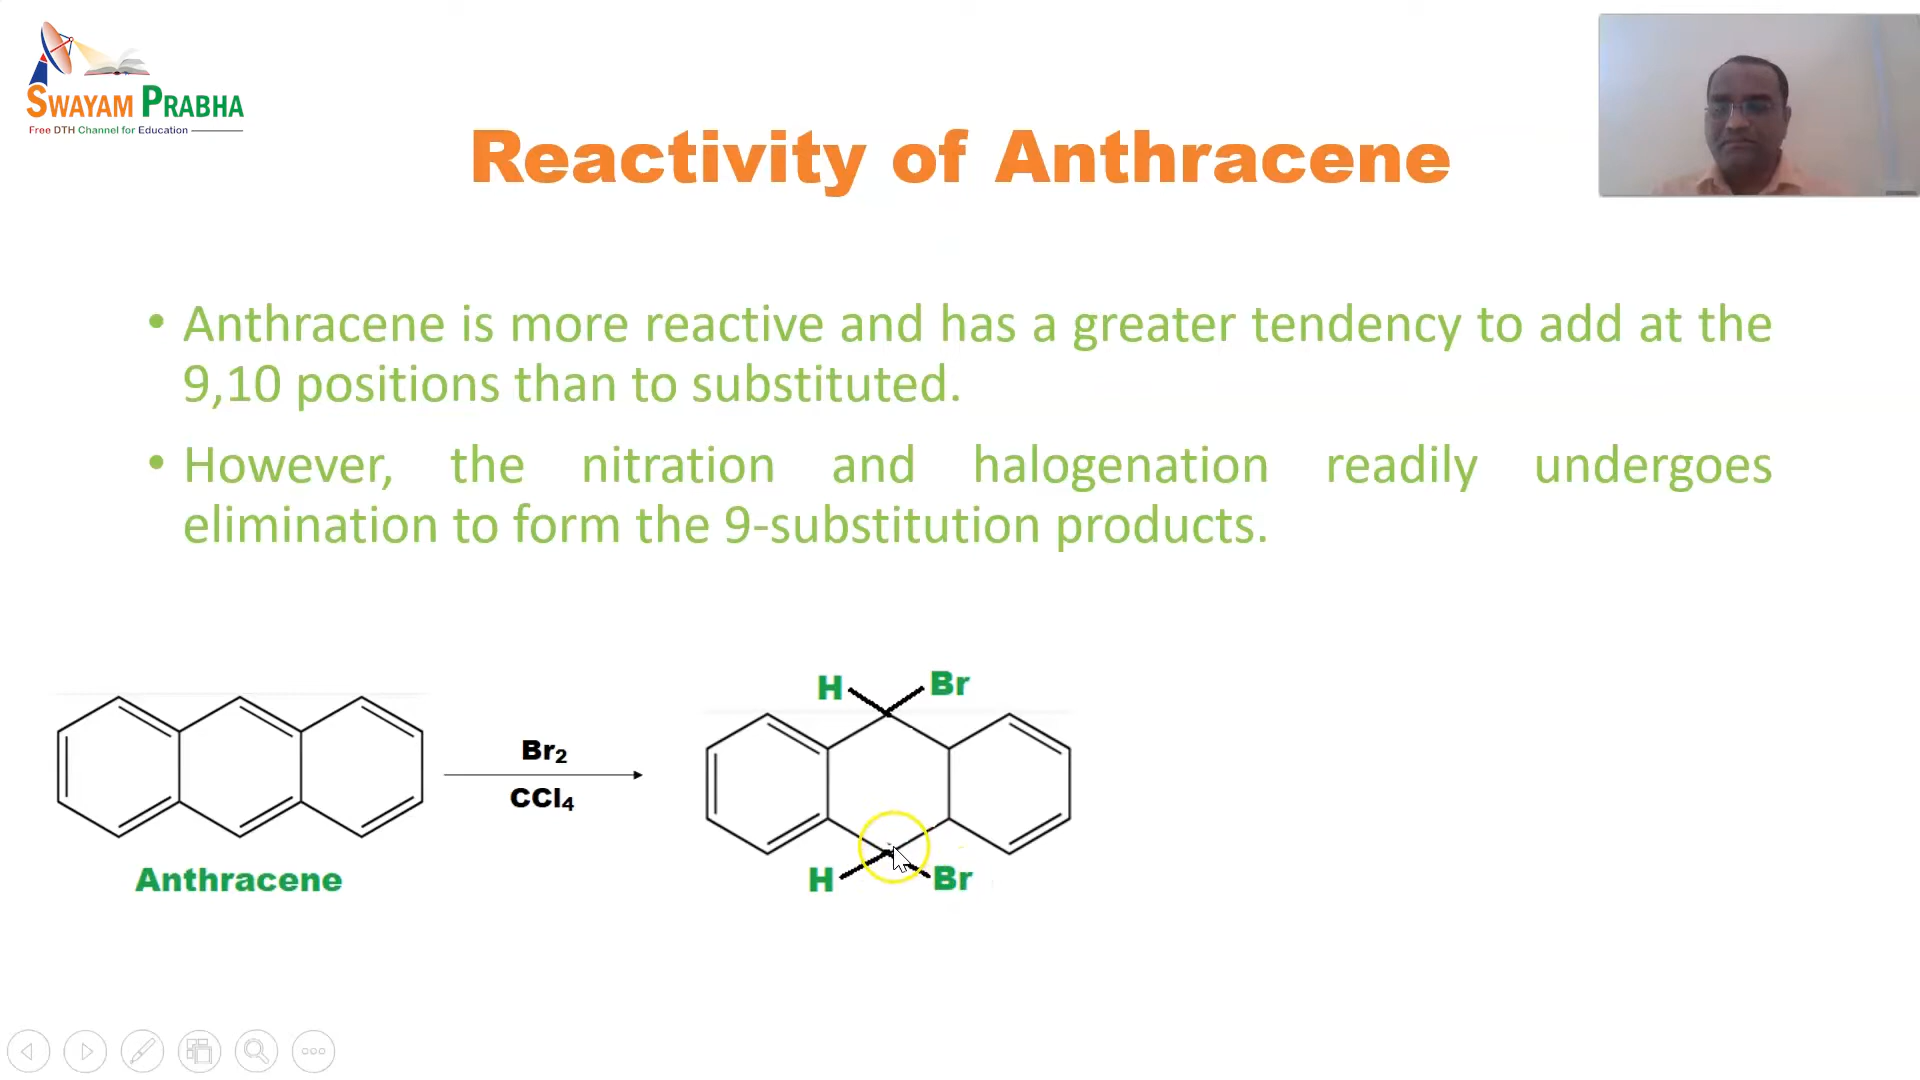 SWAYAM PRABHA
Free DTH Channel for Education
Reactivity of Anthracene
• Anthracene is more reactive and has a greater tendency to add at the
9,10 positions than to substituted.
• However, the nitration and halogenation readily undergoes
elimination to form the 9-substitution products.
H Br
Br2
CCl4
H Br
Anthracene